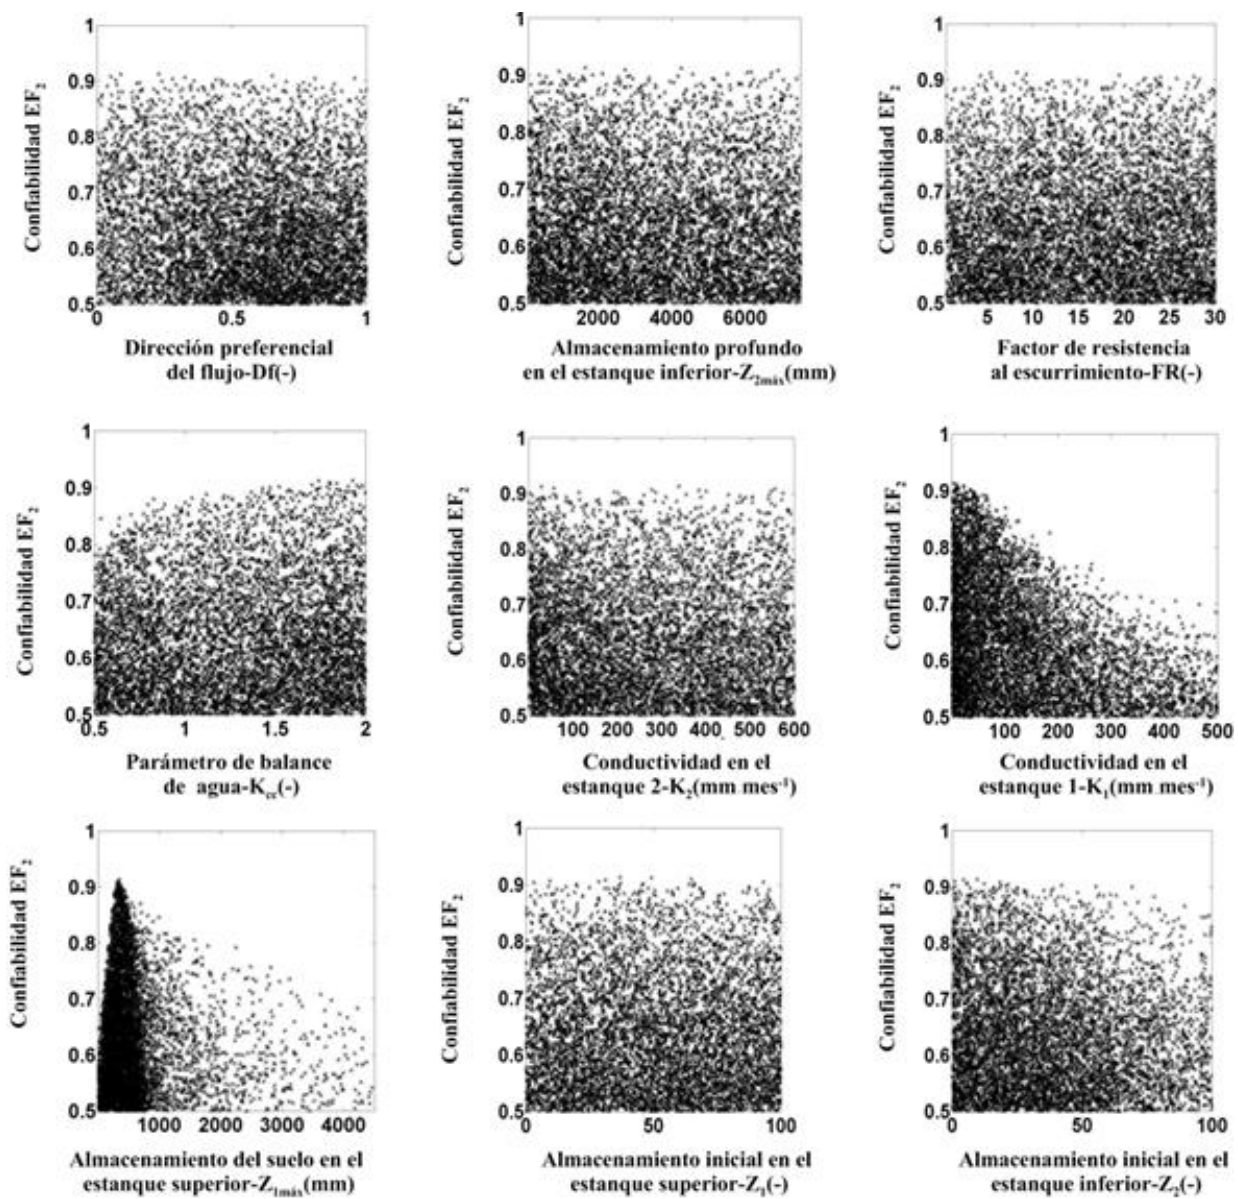 1
0.9
0.8
0.7
0.6
0.5
0 0.5 1
Confiabilidad EF₂
Dirección preferencial
del flujo-Df(-)
1
0.9
0.8
0.7
0.6
0.5
2000 4000 6000
Confiabilidad EF₂
Almacenamiento profundo
en el estanque inferior-Z₂ₘáₓ(mm)
1
0.9
0.8
0.7
0.6
0.5
5 10 15 20 25 30
Confiabilidad EF₂
Factor de resistencia
al escurrimiento-FR(-)
1
0.9
0.8
0.7
0.6
0.5
0.5 1 1.5 2
Confiabilidad EF₂
Parámetro de balance
de agua-K_cc(-)
1
0.9
0.8
0.7
0.6
0.5
100 200 300 400 500 600
Confiabilidad EF₂
Conductividad en el
estanque 2-K₂(mm mes⁻¹)
1
0.9
0.8
0.7
0.6
0.5
100 200 300 400 500
Confiabilidad EF₂
Conductividad en el
estanque 1-K₁(mm mes⁻¹)
1
0.9
0.8
0.7
0.6
0.5
1000 2000 3000 4000
Confiabilidad EF₂
Almacenamiento del suelo en el
estanque superior-Z₁ₘáₓ(mm)
1
0.9
0.8
0.7
0.6
0.5
0 50 100
Confiabilidad EF₂
Almacenamiento inicial en el
estanque superior-Z₁(-)
1
0.9
0.8
0.7
0.6
0.5
0 50 100
Confiabilidad EF₂
Almacenamiento inicial en el
estanque inferior-Z₂(-)